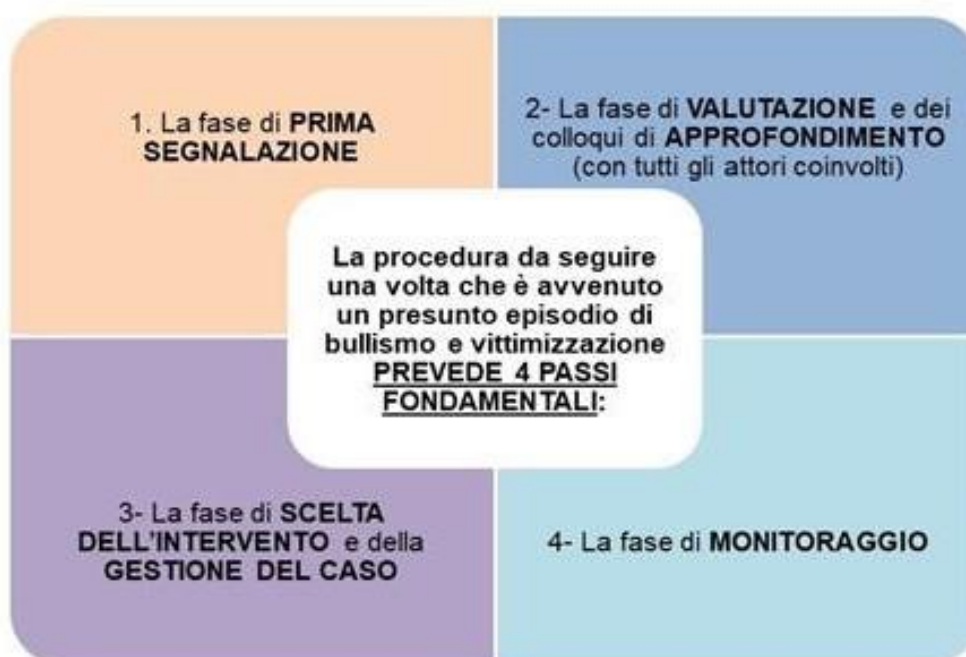 1. La fase di PRIMA
SEGNALAZIONE
2- La fase di VALUTAZIONE e dei
colloqui di APPROFONDIMENTO
(con tutti gli attori coinvolti)
La procedura da seguire
una volta che è avvenuto
un presunto episodio di
bullismo e vittimizzazione
PREVEDE 4 PASSI
FONDAMENTALI:
3- La fase di SCELTA
DELL'INTERVENTO e della
GESTIONE DEL CASO
4- La fase di MONITORAGGIO